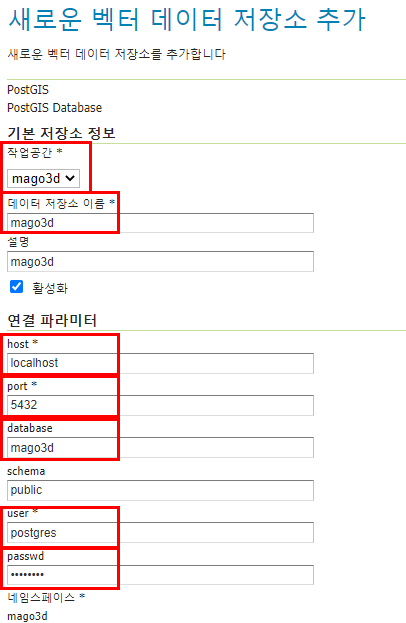 새로운 벡터 데이터 저장소 추가
새로운 벡터 데이터 저장소를 추가합니다
PostGIS
PostGIS Database
기본 저장소 정보
작업공간 *
mago3d
데이터 저장소 이름 *
mago3d
설명
mago3d
활성화
연결 파라미터
host *
localhost
port *
5432
database
mago3d
schema
public
user *
postgres
passwd
••••••••
네임스페이스 *
mago3d